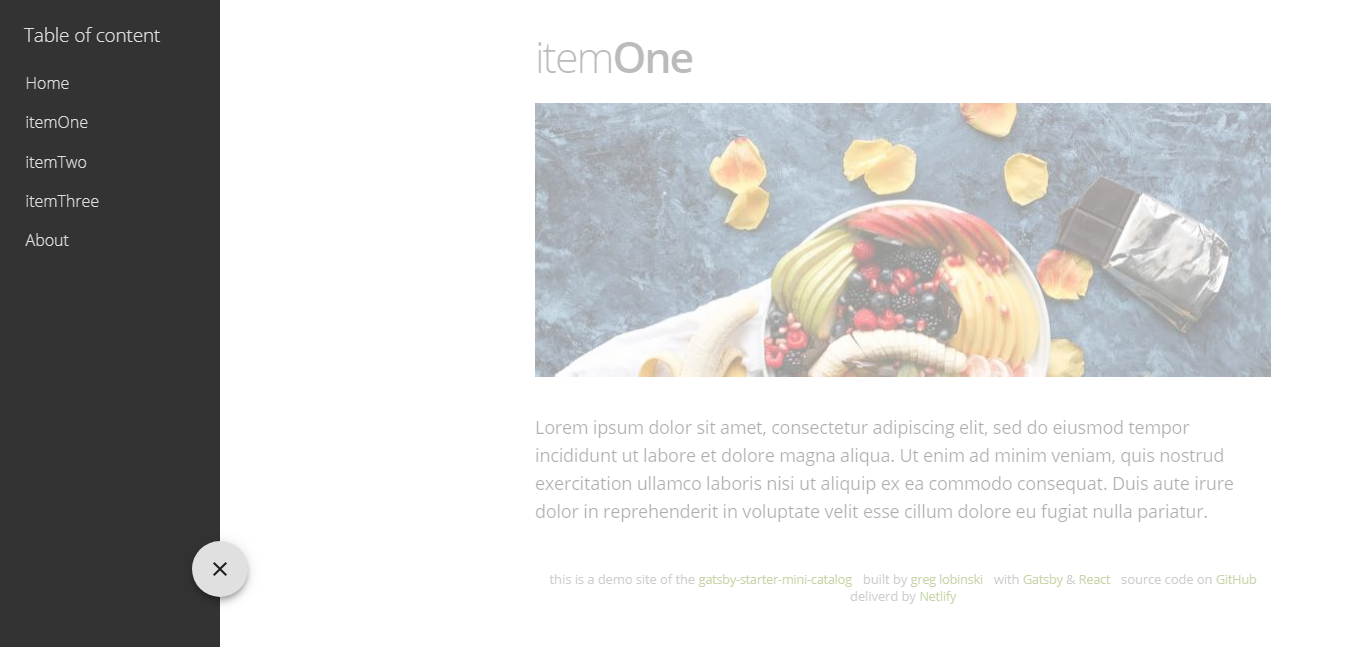 Table of content
Home
itemOne
itemTwo
itemThree
About
itemOne
Lorem ipsum dolor sit amet, consectetur adipiscing elit, sed do eiusmod tempor
incididunt ut labore et dolore magna aliqua. Ut enim ad minim veniam, quis nostrud
exercitation ullamco laboris nisi ut aliquip ex ea commodo consequat. Duis aute irure
dolor in reprehenderit in voluptate velit esse cillum dolore eu fugiat nulla pariatur.
this is a demo site of the gatsby-starter-mini-catalog built by greg lobinski with Gatsby & React source code on GitHub
deliverd by Netlify